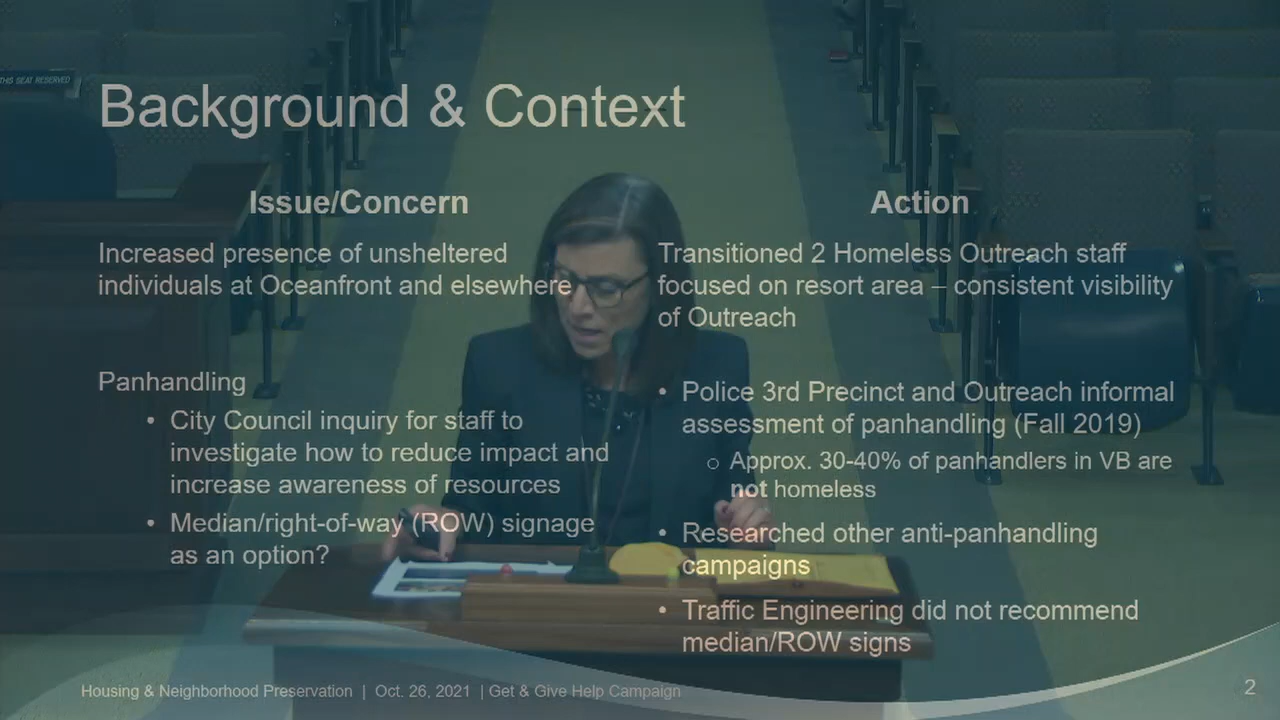 THIS SEAT RESERVED
Background & Context
Issue/Concern
Increased presence of unsheltered
individuals at Oceanfront and elsewhere
Panhandling
• City Council inquiry for staff to
investigate how to reduce impact and
increase awareness of resources
• Median/right-of-way (ROW) signage
as an option?
Action
Transitioned 2 Homeless Outreach staff
focused on resort area – consistent visibility
of Outreach
• Police 3rd Precinct and Outreach informal
assessment of panhandling (Fall 2019)
○ Approx. 30-40% of panhandlers in VB are
not homeless
• Researched other anti-panhandling
campaigns
• Traffic Engineering did not recommend
median/ROW signs
Housing & Neighborhood Preservation | Oct. 26, 2021 | Get & Give Help Campaign
2